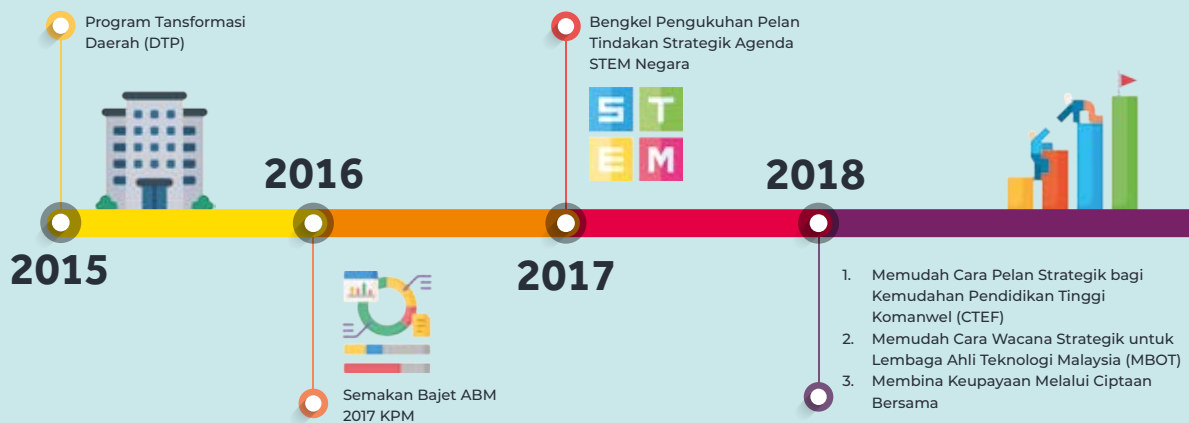 Program Tansformasi
Daerah (DTP)
2015
2016
Semakan Bajet ABM
2017 KPM
Bengkel Pengukuhan Pelan
Tindakan Strategik Agenda
STEM Negara
S T
E M
2017
2018
1. Memudah Cara Pelan Strategik bagi
Kemudahan Pendidikan Tinggi
Komanwel (CTEF)
2. Memudah Cara Wacana Strategik untuk
Lembaga Ahli Teknologi Malaysia (MBOT)
3. Membina Keupayaan Melalui Ciptaan
Bersama